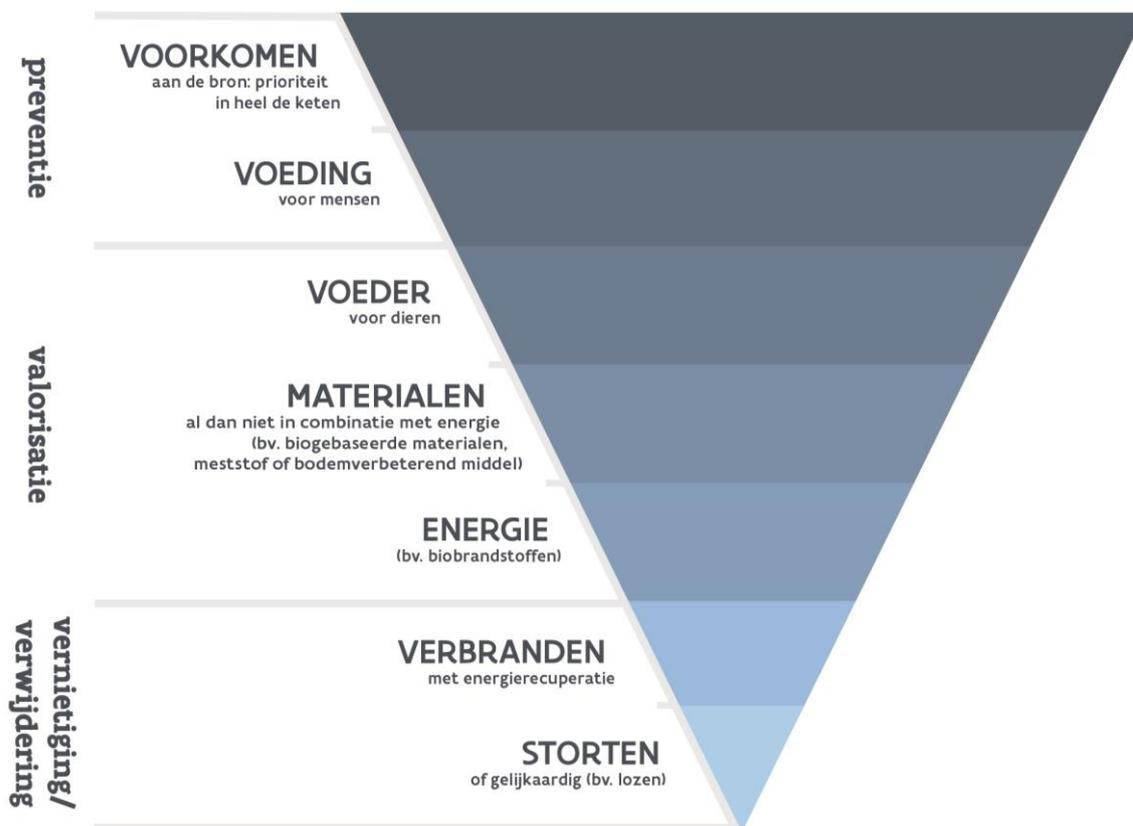 preventie
VOORKOMEN
aan de bron: prioriteit
in heel de keten
VOEDING
voor mensen
valorisatie
VOEDER
voor dieren
MATERIALEN
al dan niet in combinatie met energie
(bv. biogebaseerde materialen,
meststof of bodemverbeterend middel)
ENERGIE
(bv. biobrandstoffen)
vernietiging/
verwijdering
VERBRANDEN
met energierecuperatie
STORTEN
of gelijkaardig (bv. lozen)